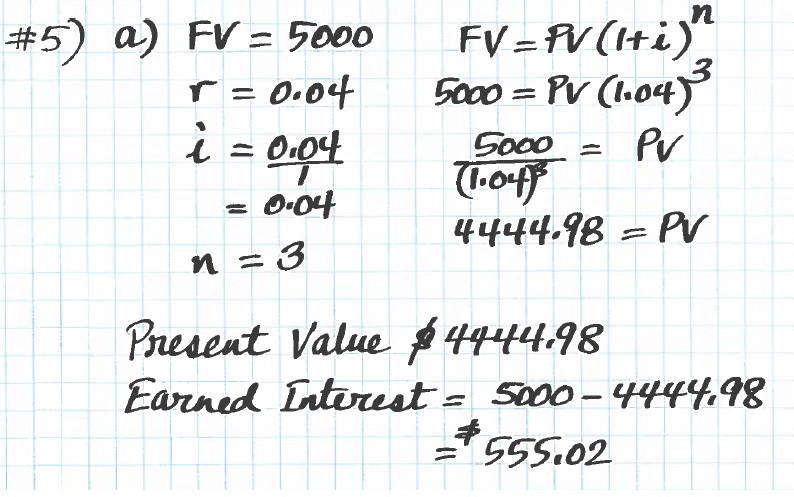 #5) a) FV = 5000
r = 0.04
i = 0.04/1
= 0.04
n = 3
FV = PV(1+i)^n
5000 = PV(1.04)^3
5000/(1.04)^3 = PV
4444.98 = PV
Present Value $4444.98
Earned Interest = 5000 - 4444.98
= $555.02